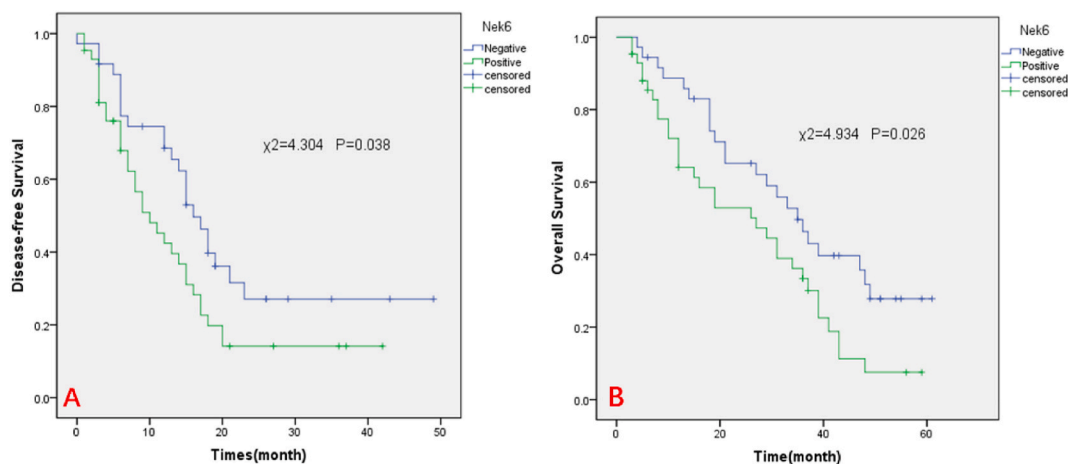 Nek6
Negative
Positive
censored
censored
χ2=4.304 P=0.038
Disease-free Survival
1.0
0.8
0.6
0.4
0.2
0.0
0 10 20 30 40 50
Times(month)
A
Nek6
Negative
Positive
censored
censored
χ2=4.934 P=0.026
Overall Survival
1.0
0.8
0.6
0.4
0.2
0.0
0 20 40 60
Time(month)
B